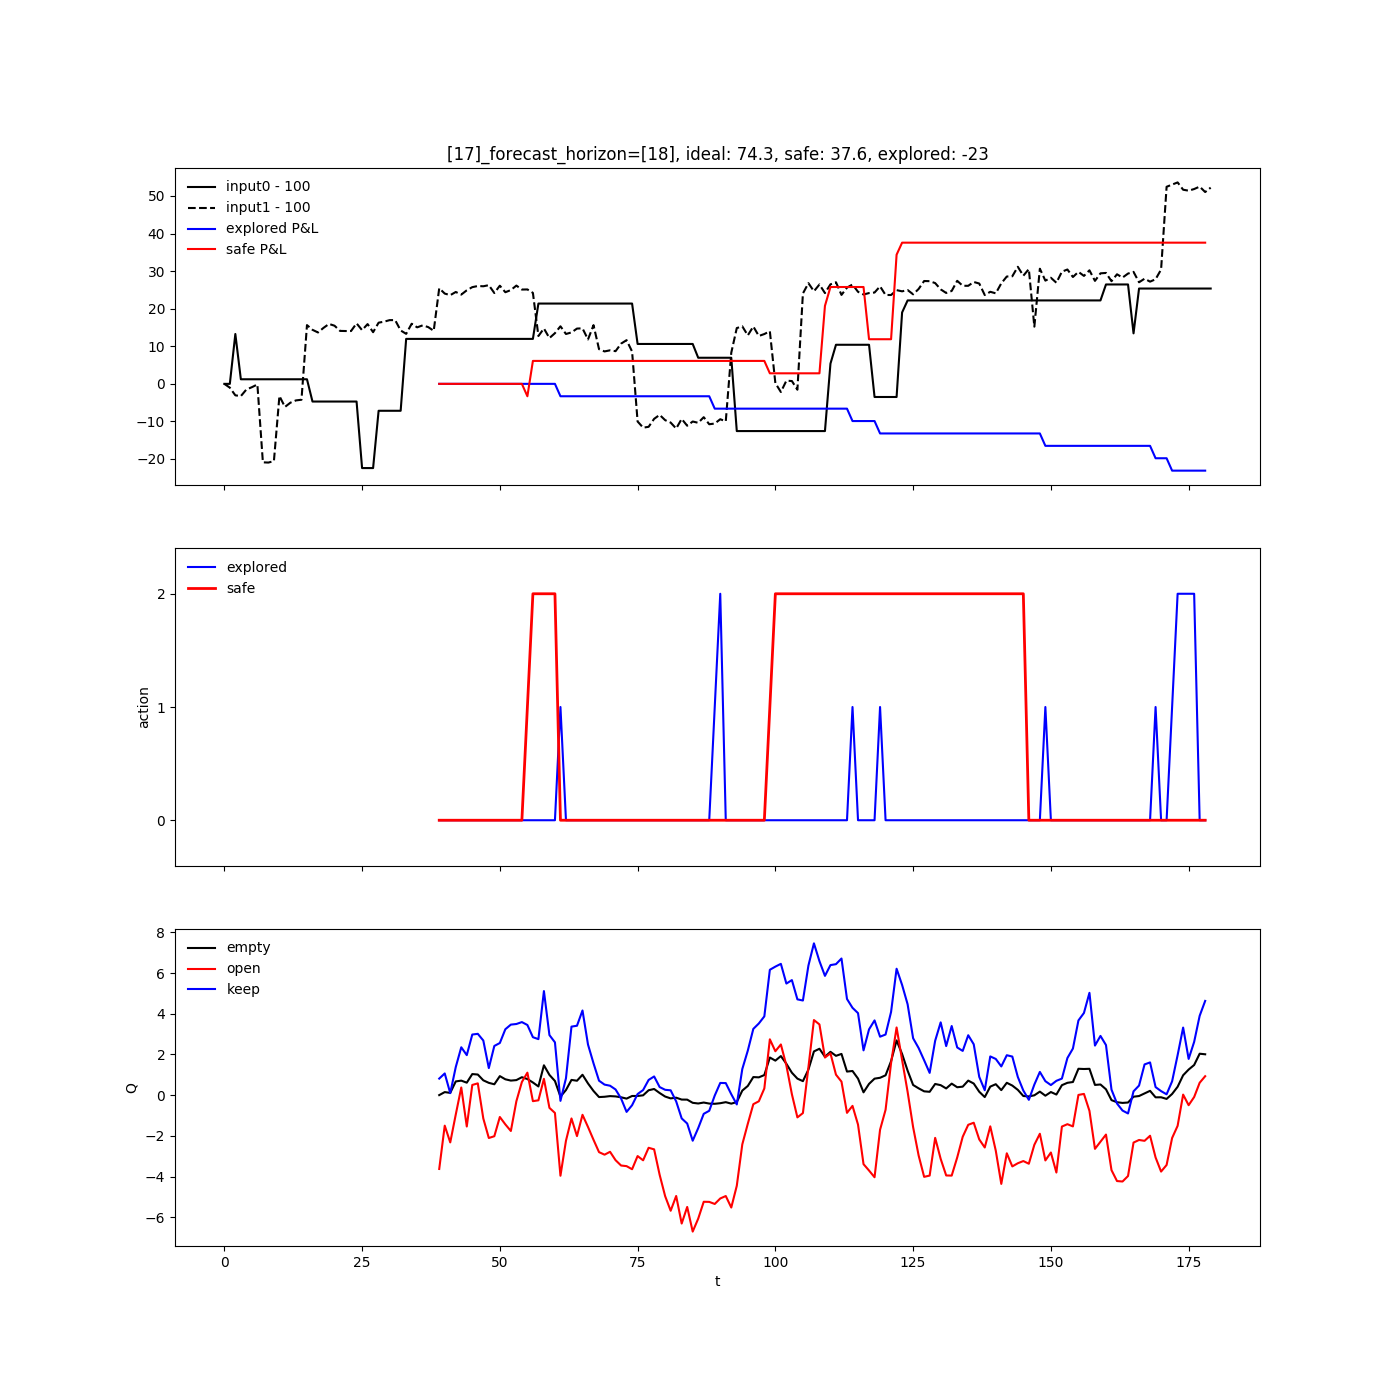 [17]_forecast_horizon=[18], ideal: 74.3, safe: 37.6, explored: -23
input0 - 100
input1 - 100
explored P&L
safe P&L
50
40
30
20
10
0
−10
−20
explored
safe
2
1
0
action
empty
open
keep
8
6
4
2
0
−2
−4
−6
Q
0 25 50 75 100 125 150 175
t